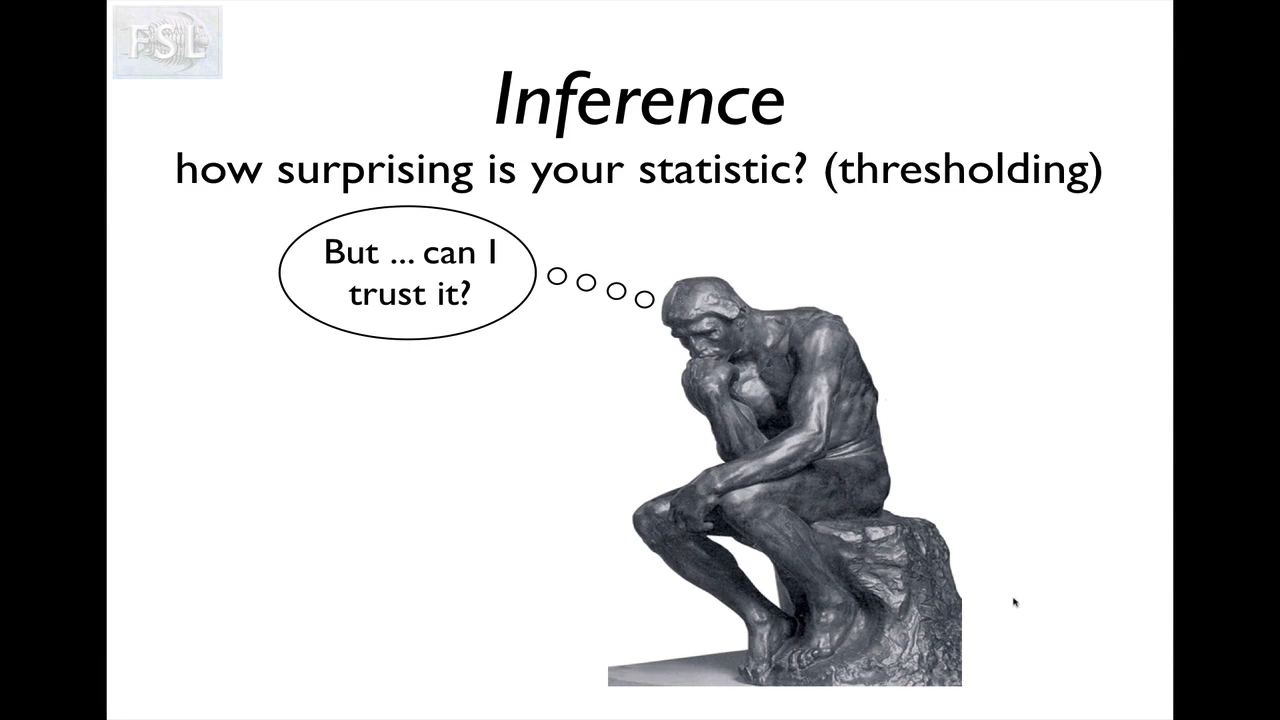 FSL
Inference
how surprising is your statistic? (thresholding)
But ... can I
trust it?